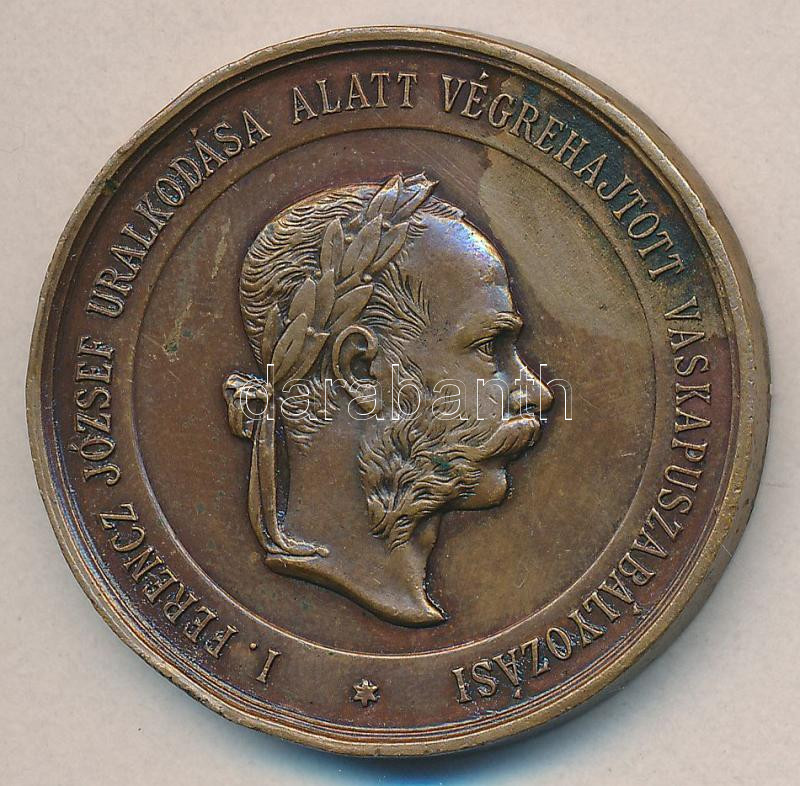 I. FERENCZ JÓZSEF URALKODÁSA ALATT VÉGREHAJTOTT VASKAPUSZABÁLYOZÁSI
darabanth